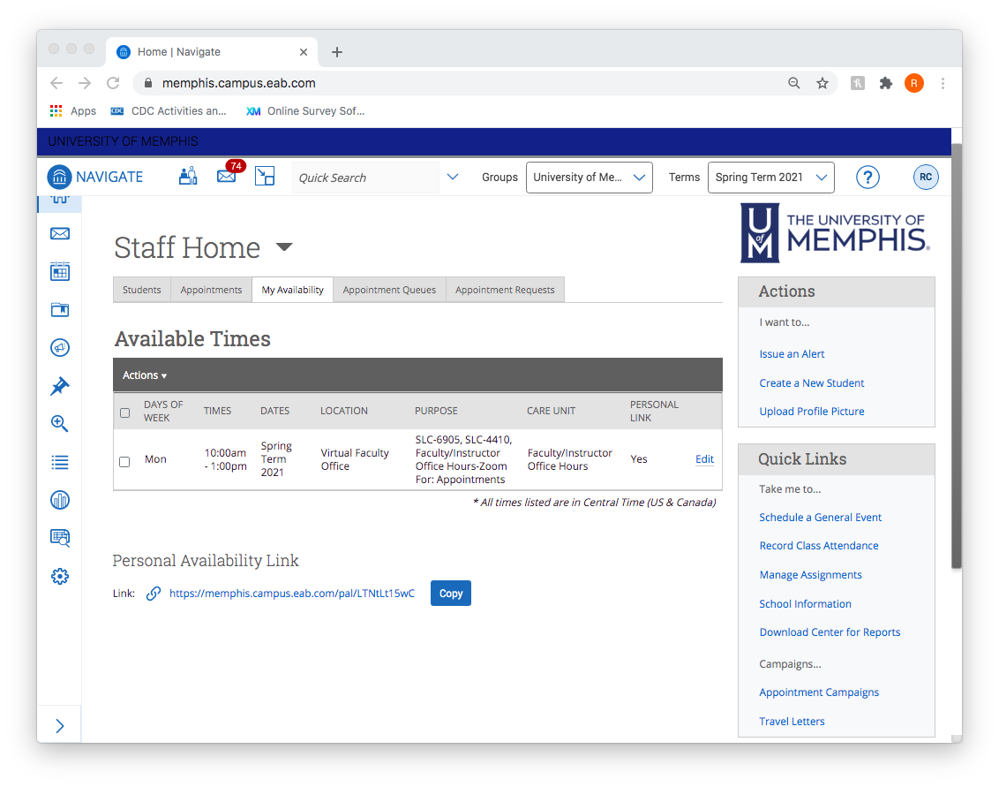 Home | Navigate
memphis.campus.eab.com
R
Apps
CDC
CDC Activities an...
XM
Online Survey Sof...
UNIVERSITY OF MEMPHIS
NAVIGATE
74
Quick Search
Groups
University of Me...
Terms
Spring Term 2021
?
RC
Staff Home
U
of
M
THE UNIVERSITY OF
MEMPHIS®
Students
Appointments
My Availability
Appointment Queues
Appointment Requests
Available Times
Actions
DAYS OF
WEEK
TIMES
DATES
LOCATION
PURPOSE
CARE UNIT
PERSONAL
LINK
Mon
10:00am
- 1:00pm
Spring
Term
2021
Virtual Faculty
Office
SLC-6905, SLC-4410,
Faculty/Instructor
Office Hours-Zoom
For: Appointments
Faculty/Instructor
Office Hours
Yes
Edit
* All times listed are in Central Time (US & Canada)
Personal Availability Link
Link:
https://memphis.campus.eab.com/pal/LTNtLt15wC
Copy
Actions
I want to...
Issue an Alert
Create a New Student
Upload Profile Picture
Quick Links
Take me to...
Schedule a General Event
Record Class Attendance
Manage Assignments
School Information
Download Center for Reports
Campaigns...
Appointment Campaigns
Travel Letters